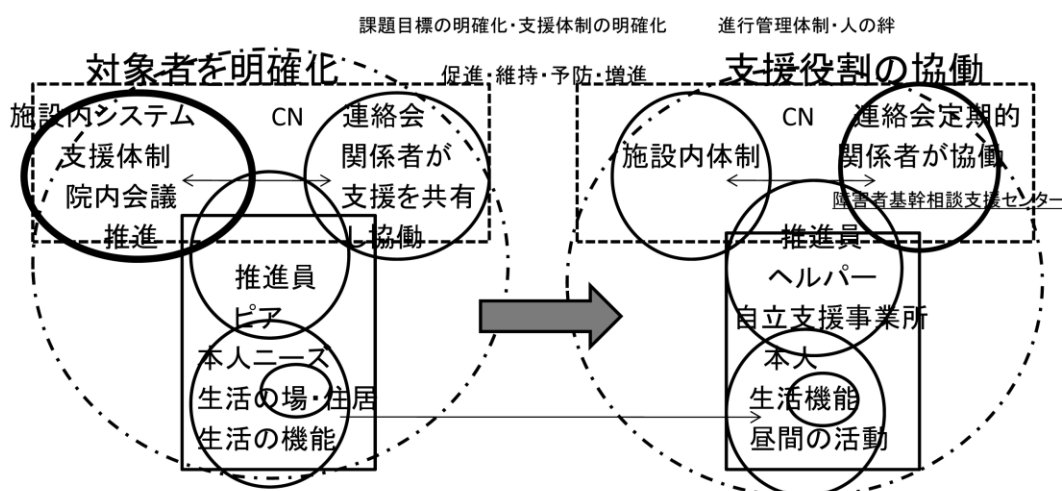 課題目標の明確化・支援体制の明確化
進行管理体制・人の絆
対象者を明確化
促進・維持・予防・増進
支援役割の協働
施設内システム
支援体制
院内会議
推進
CN
連絡会
関係者が
支援を共有
し協働
推進員
ピア
本人ニーズ
生活の場・住居
生活の機能
施設内体制
CN
連絡会定期的
関係者が協働
障害者基幹相談支援センター
推進員
ヘルパー
自立支援事業所
本人
生活機能
昼間の活動